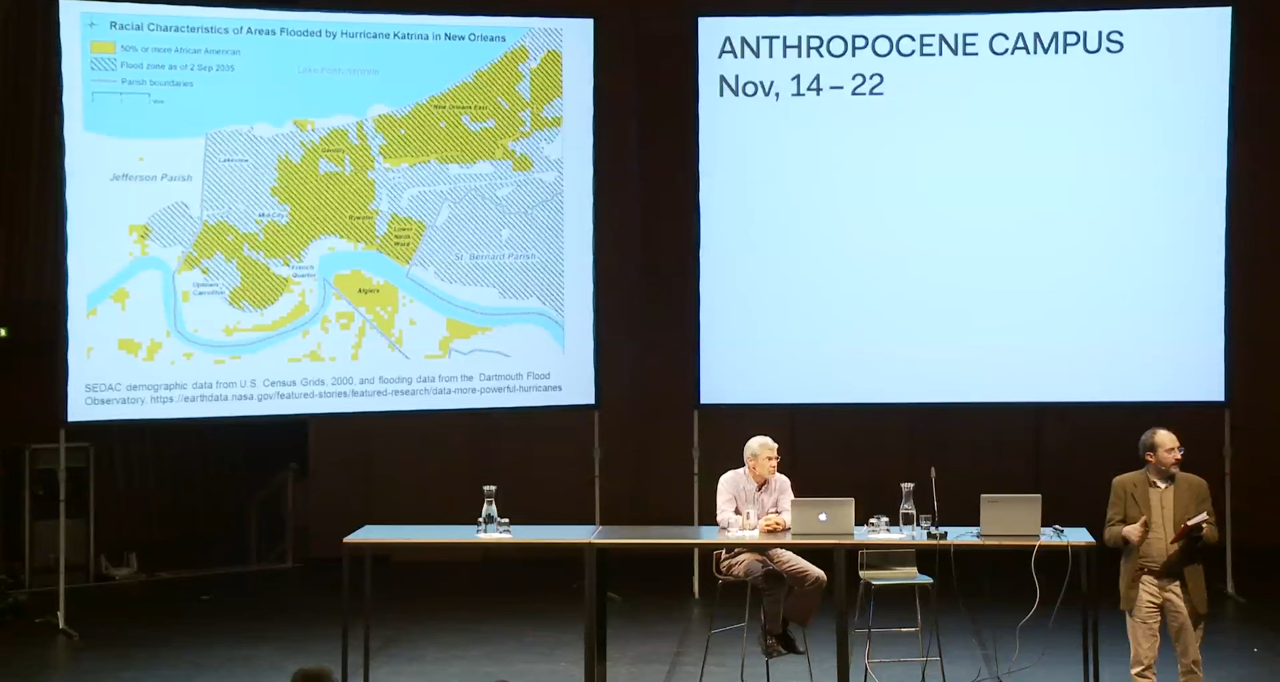 Racial Characteristics of Areas Flooded by Hurricane Katrina in New Orleans
50% or more African American
Flood zone as of 2 Sep 2005
Parish boundaries
Lake Pontchartrain
New Orleans East
Gentilly
Lakeview
Jefferson Parish
Mid-City
Bywater
Lower
Ninth
Ward
St. Bernard Parish
French
Quarter
Uptown
Carrollton
Algiers
SEDAC demographic data from U.S. Census Grids, 2000, and flooding data from the Dartmouth Flood
Observatory. https://earthdata.nasa.gov/featured-stories/featured-research/data-more-powerful-hurricanes
ANTHROPOCENE CAMPUS
Nov, 14 – 22